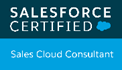 SALESFORCE
CERTIFIED
Sales Cloud Consultant